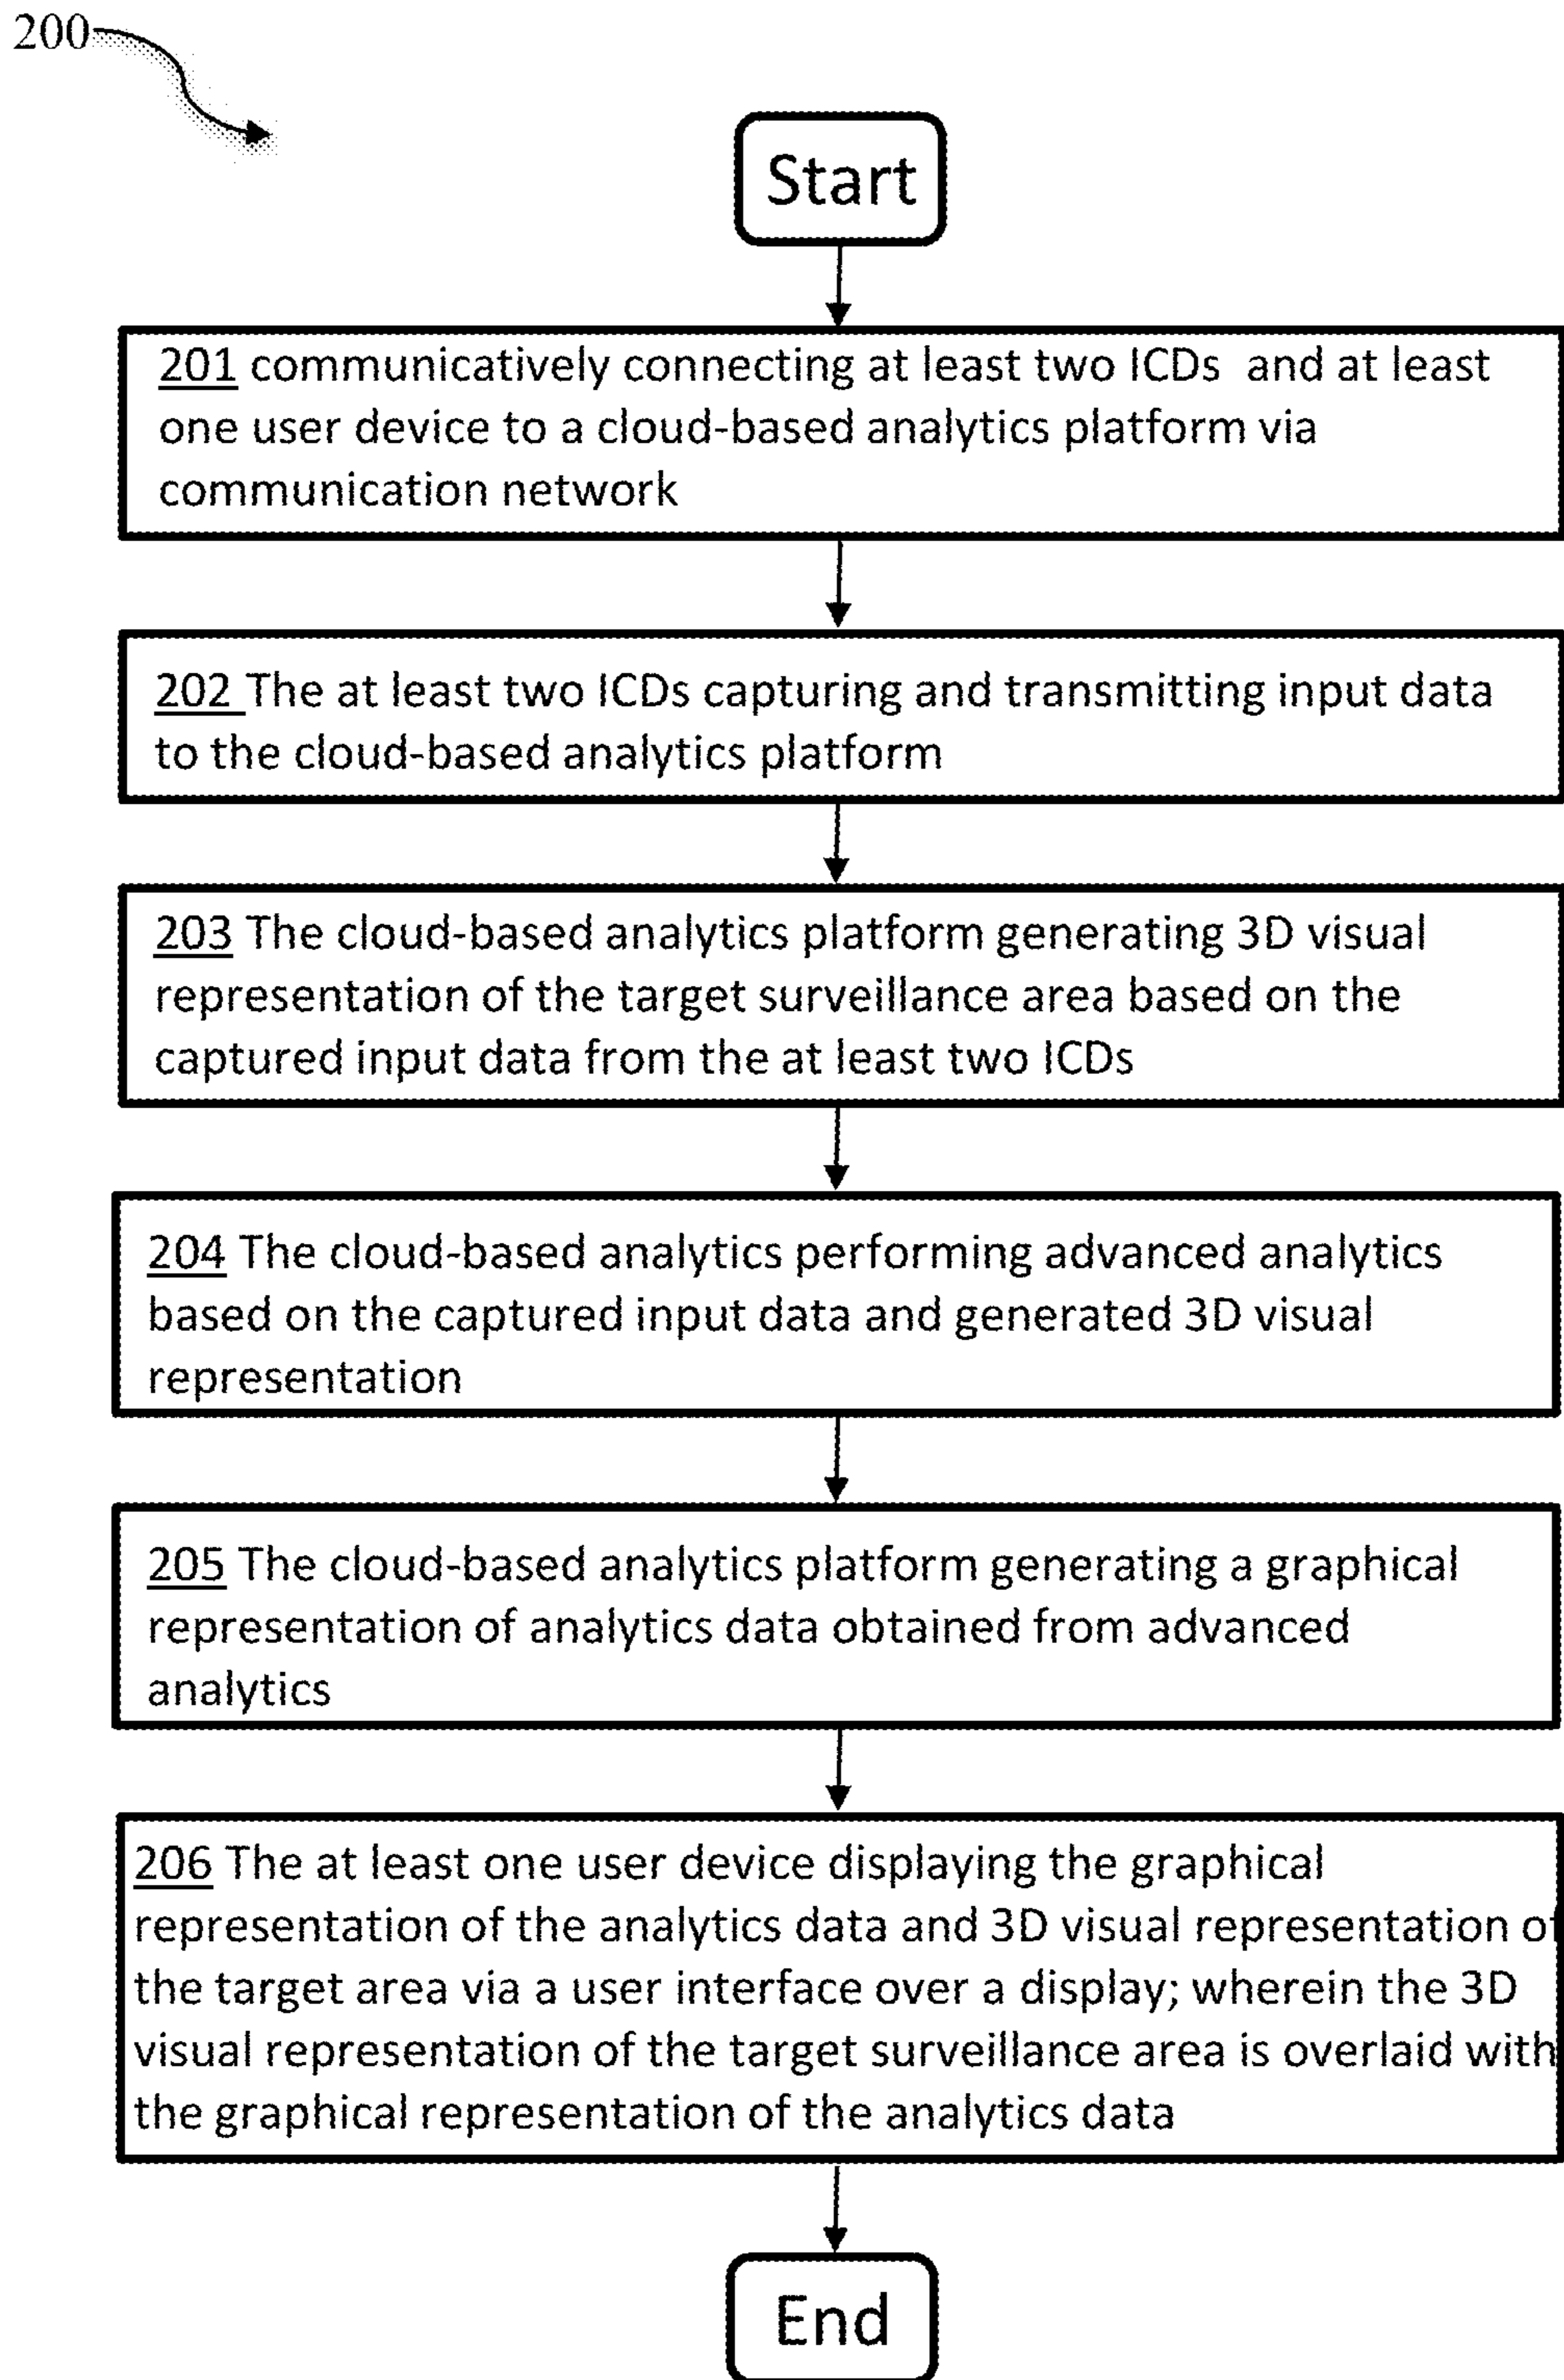 200
Start
201 communicatively connecting at least two ICDs and at least
one user device to a cloud-based analytics platform via
communication network
202 The at least two ICDs capturing and transmitting input data
to the cloud-based analytics platform
203 The cloud-based analytics platform generating 3D visual
representation of the target surveillance area based on the
captured input data from the at least two ICDs
204 The cloud-based analytics performing advanced analytics
based on the captured input data and generated 3D visual
representation
205 The cloud-based analytics platform generating a graphical
representation of analytics data obtained from advanced
analytics
206 The at least one user device displaying the graphical
representation of the analytics data and 3D visual representation of
the target area via a user interface over a display; wherein the 3D
visual representation of the target surveillance area is overlaid with
the graphical representation of the analytics data
End